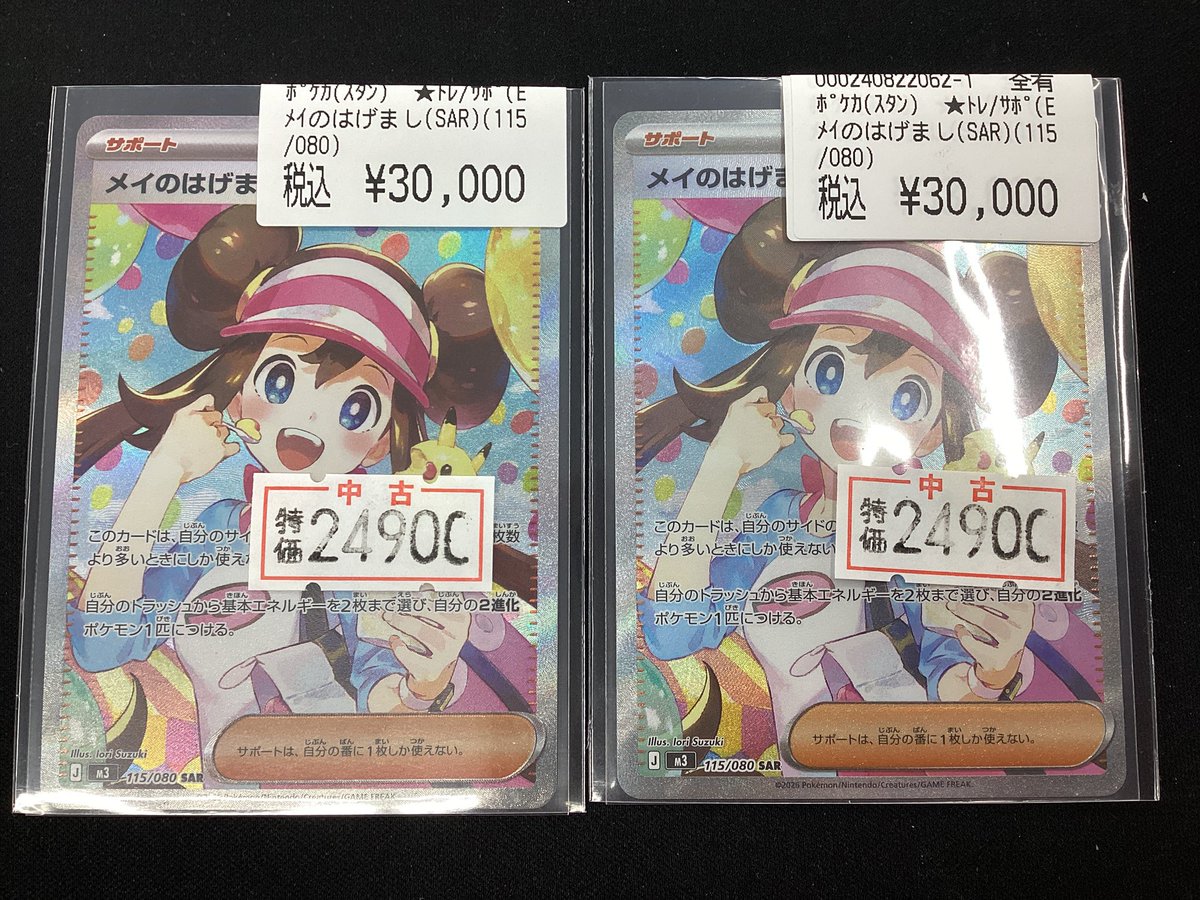 ﾎﾟｹｶ(ｽﾀﾝ) ★ﾄﾚ/ｻﾎﾟ(E
メイのはげまし(SAR)(115
/080)
税込 ¥30,000
サポート
メイのはげま
中古
特価 24900
このカードは、自分のサイ
枚数
より多いときにしか使え
自分のトラッシュから基本エネルギーを2枚まで選び、自分の2進化
ポケモン1匹につける。
サポートは、自分の番に1枚しか使えない。
Illus. Iori Suzuki
J M3 115/080 SAR
Pokémon/Nintendo/Creatures/GAME FREAK.
000240822062-1 全有
ﾎﾟｹｶ(ｽﾀﾝ) ★ﾄﾚ/ｻﾎﾟ(E
メイのはげまし(SAR)(115
/080)
税込 ¥30,000
サポート
メイのはげま
中古
特価 24900
このカードは、自分のサイドの
より多いときにしか使えない
自分のトラッシュから基本エネルギーを2枚まで選び、自分の2進化
ポケモン1匹につける。
サポートは、自分の番に1枚しか使えない。
Illus. Iori Suzuki
J M3 115/080 SAR
©2026 Pokémon/Nintendo/Creatures/GAME FREAK.